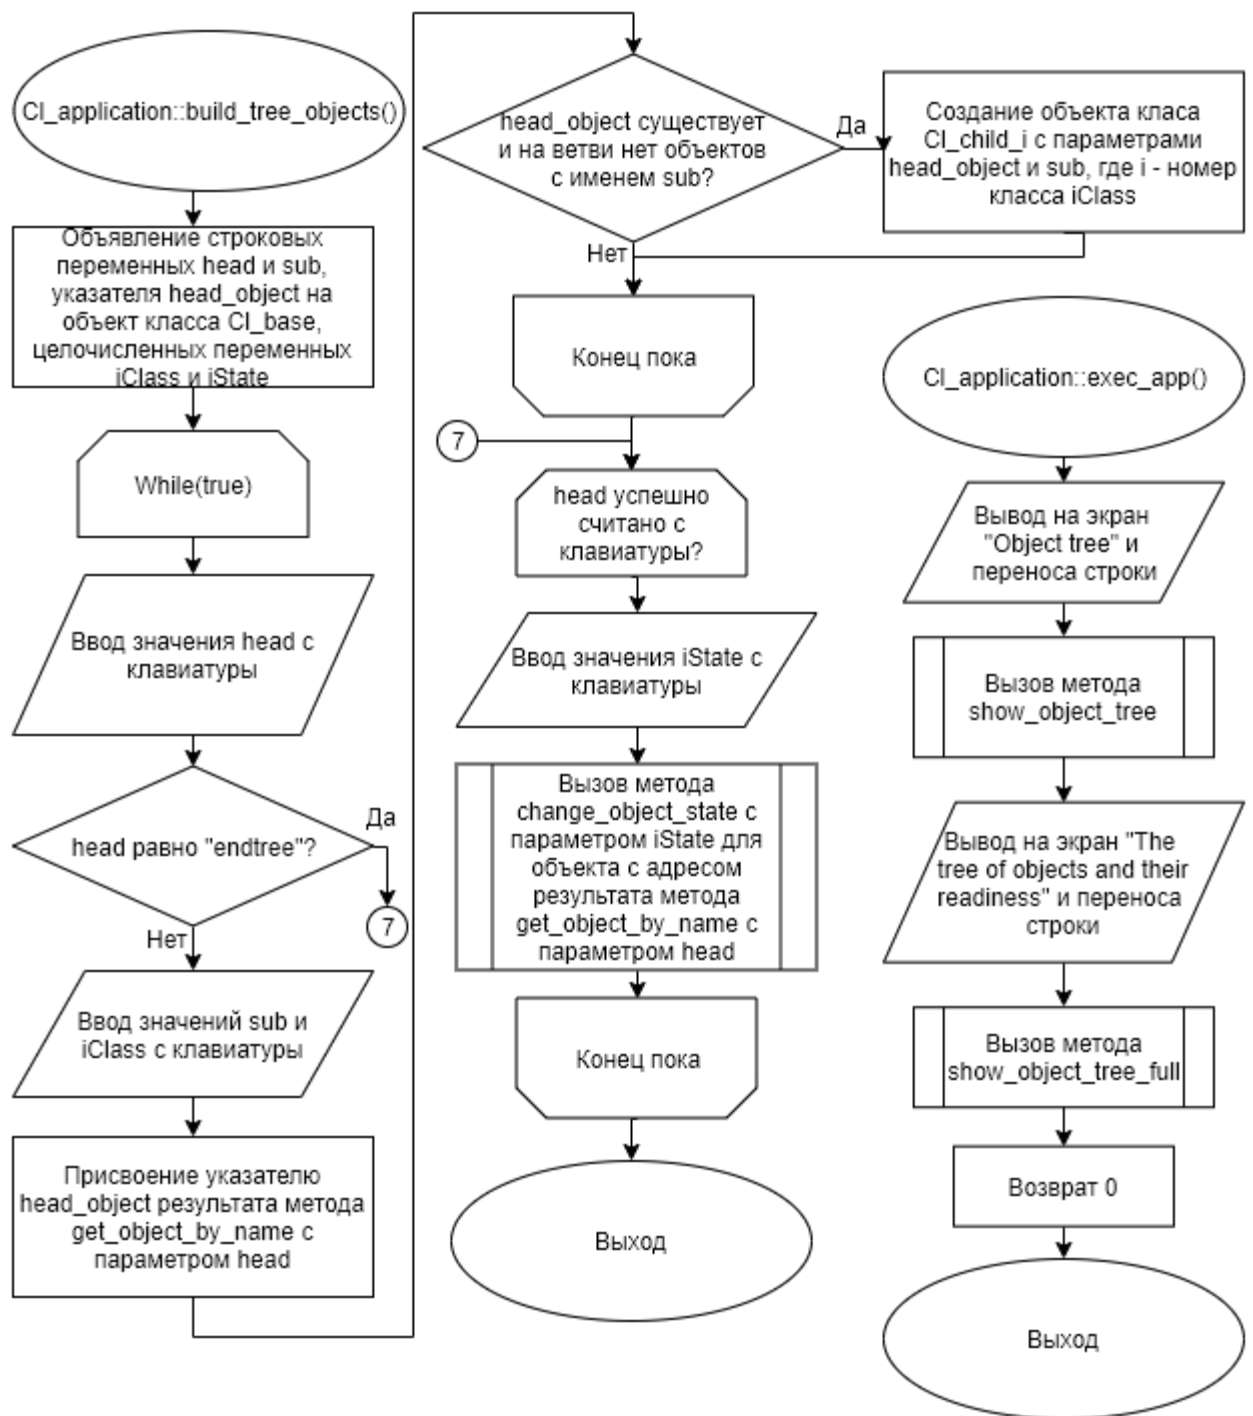 Cl_application::build_tree_objects()
Объявление строковых
переменных head и sub,
указателя head_object на
объект класса Cl_base,
целочисленных переменных
iClass и iState
While(true)
Ввод значения head с
клавиатуры
head равно "endtree"?
Да
7
Нет
Ввод значений sub и
iClass с клавиатуры
Присвоение указателю
head_object результата метода
get_object_by_name с
параметром head
head_object существует
и на ветви нет объектов
с именем sub?
Да
Создание объекта класа
Cl_child_i с параметрами
head_object и sub, где i - номер
класса iClass
Нет
Конец пока
7
head успешно
считано с
клавиатуры?
Ввод значения iState с
клавиатуры
Вызов метода
change_object_state с
параметром iState для
объекта с адресом
результата метода
get_object_by_name с
параметром head
Конец пока
Выход
Cl_application::exec_app()
Вывод на экран
"Object tree" и
переноса строки
Вызов метода
show_object_tree
Вывод на экран "The
tree of objects and their
readiness" и переноса
строки
Вызов метода
show_object_tree_full
Возврат 0
Выход